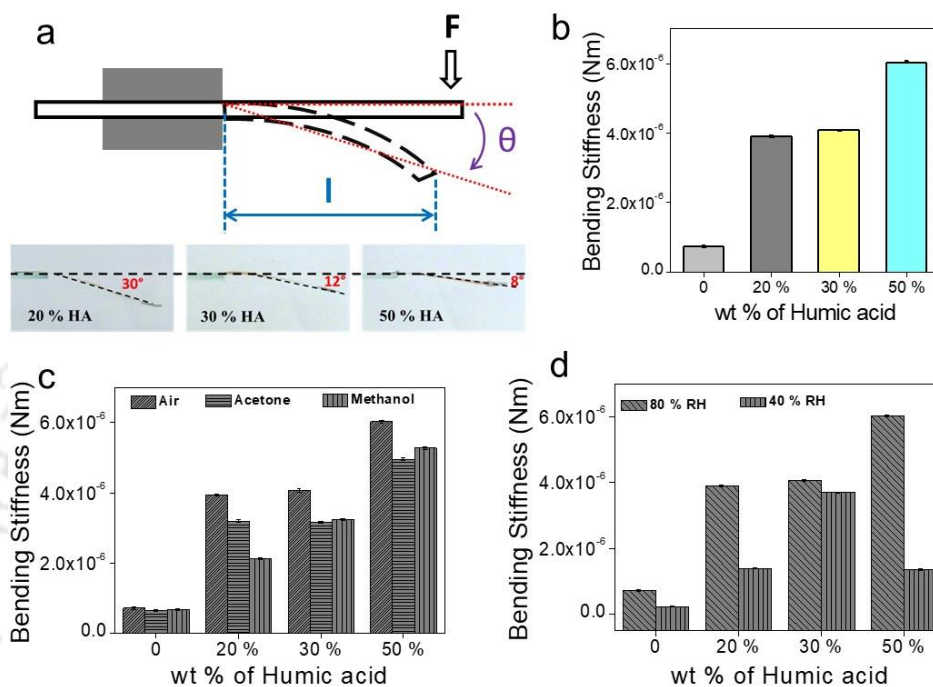 a
F
θ
l
30°
20 % HA
12°
30 % HA
8°
50 % HA
b
Bending Stiffness (Nm)
6.0x10⁻⁶
4.0x10⁻⁶
2.0x10⁻⁶
0.0
0 20 % 30 % 50 %
wt % of Humic acid
c
Bending Stiffness (Nm)
Air Acetone Methanol
6.0x10⁻⁶
4.0x10⁻⁶
2.0x10⁻⁶
0.0
0 20 % 30 % 50 %
wt % of Humic acid
d
Bending Stiffness (Nm)
80 % RH 40 % RH
6.0x10⁻⁶
4.0x10⁻⁶
2.0x10⁻⁶
0.0
0 20 % 30 % 50 %
wt % of Humic acid